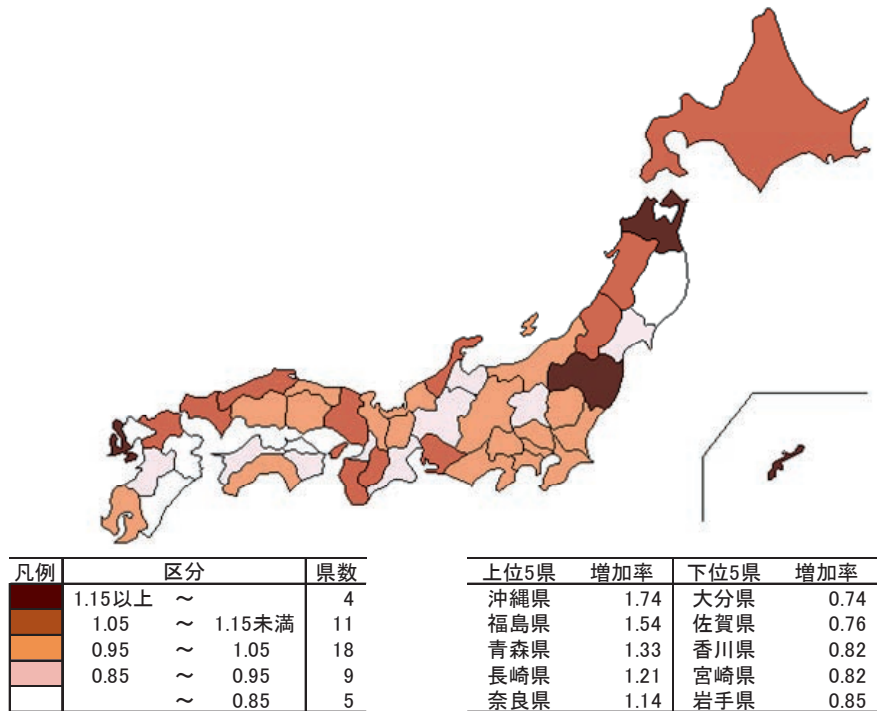 凡例 区分 県数
1.15以上 ～ 4
1.05 ～ 1.15未満 11
0.95 ～ 1.05 18
0.85 ～ 0.95 9
～ 0.85 5
上位5県 増加率 下位5県 増加率
沖縄県 1.74 大分県 0.74
福島県 1.54 佐賀県 0.76
青森県 1.33 香川県 0.82
長崎県 1.21 宮崎県 0.82
奈良県 1.14 岩手県 0.85